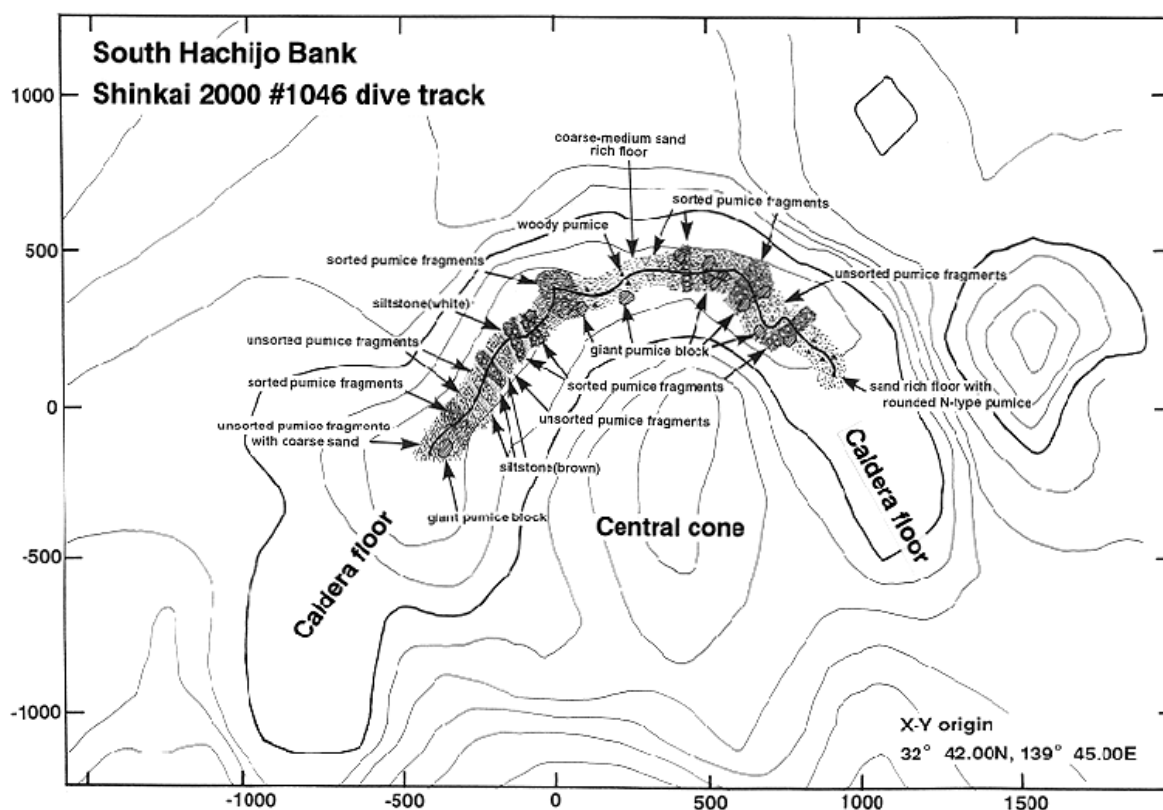 South Hachijo Bank
Shinkai 2000 #1046 dive track
1000
500
0
-500
-1000
coarse-medium sand
rich floor
sorted pumice fragments
woody pumice
sorted pumice fragments
unsorted pumice fragments
siltstone(white)
unsorted pumice fragments
giant pumice block
sorted pumice fragments
sorted pumice fragments
sand rich floor with
rounced N-type pumice
unsorted pumice fragments
unsorted pumice fragments
with coarse sand
siltstone(brown)
giant pumice block
Central cone
Caldera floor
Caldera floor
X-Y origin
32° 42.00N, 139° 45.00E
-1000
-500
0
500
1000
1500